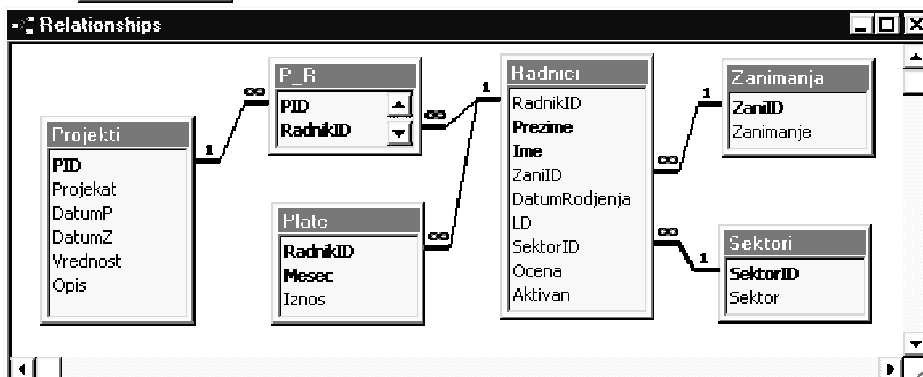 Relationships
Projekti
PID
Projekat
DatumP
DatumZ
Vrednost
Opis
1
∞
P_R
PID
RadnikID
∞
1
Plate
RadnikID
Mesec
Iznos
∞
Radnici
RadnikID
Prezime
Ime
ZaniID
DatumRodjenja
LD
SektorID
Ocena
Aktivan
∞
1
Zanimanja
ZaniID
Zanimanje
∞
1
Sektori
SektorID
Sektor